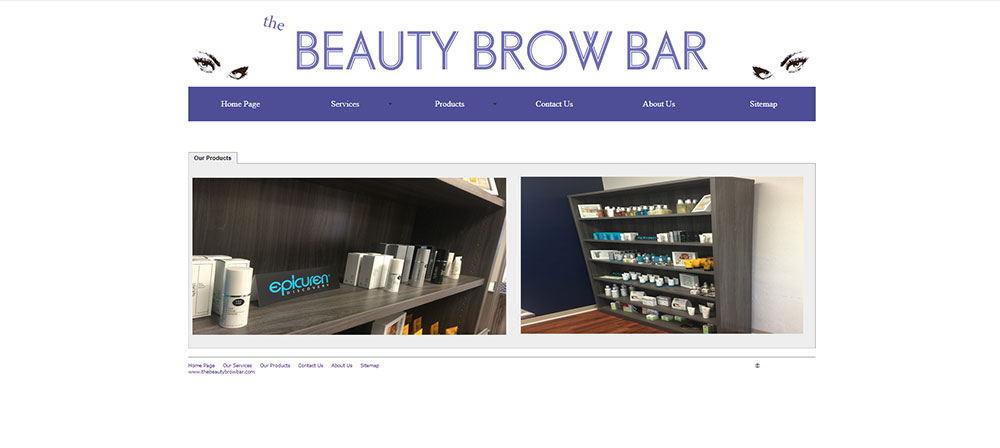 the
BEAUTY BROW BAR
Home Page Services Products Contact Us About Us Sitemap
Our Products
epicuren
DISCOVERY
Home Page Our Services Our Products Contact Us About Us Sitemap ©
www.thebeautybrowbar.com